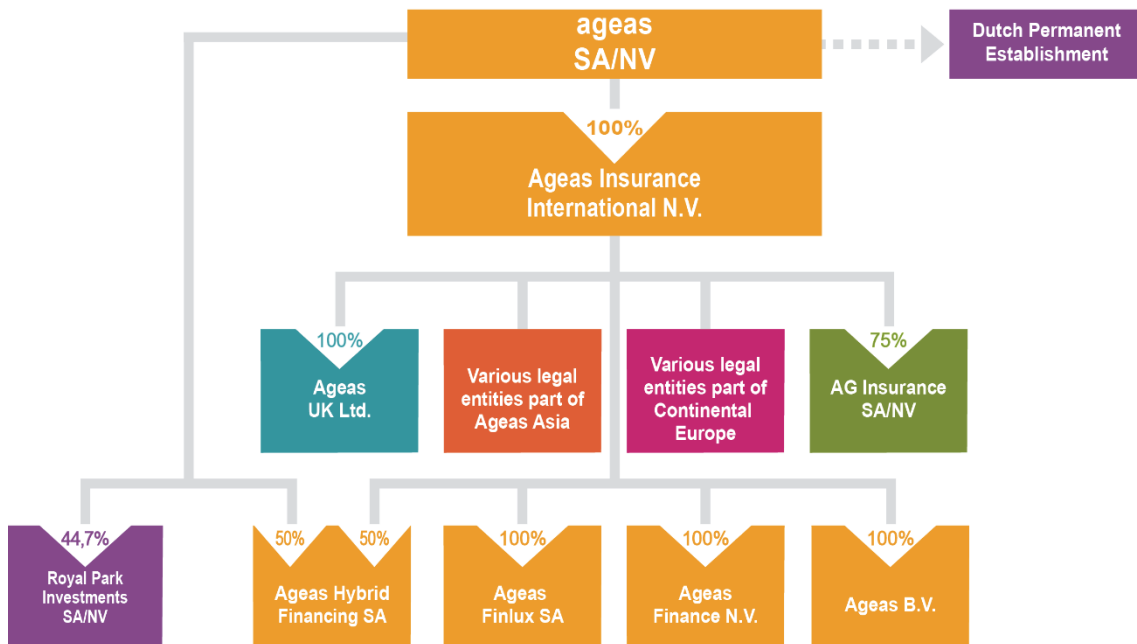 ageas
SA/NV
Dutch Permanent
Establishment
100%
Ageas Insurance
International N.V.
100%
Ageas
UK Ltd.
Various legal
entities part of
Ageas Asia
Various legal
entities part of
Continental
Europe
75%
AG Insurance
SA/NV
44,7%
Royal Park
Investments
SA/NV
50%
50%
Ageas Hybrid
Financing SA
100%
Ageas
Finlux SA
100%
Ageas
Finance N.V.
100%
Ageas B.V.